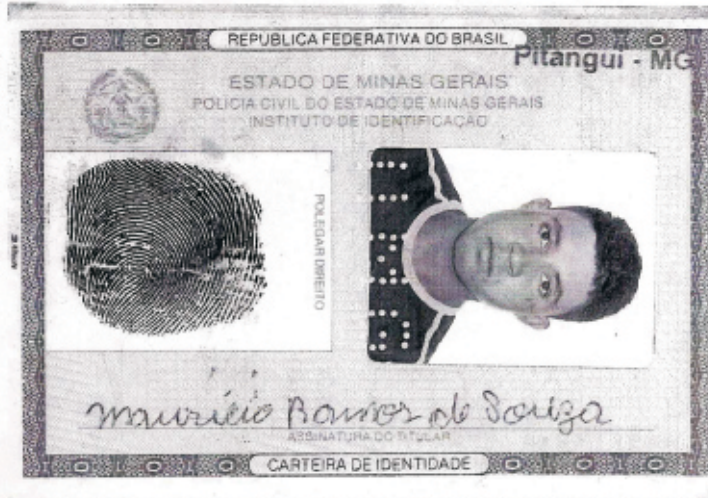 REPUBLICA FEDERATIVA DO BRASIL
Pitangui - MG
ESTADO DE MINAS GERAIS
POLICIA CIVIL DO ESTADO DE MINAS GERAIS
INSTITUTO DE IDENTIFICAÇÃO
POLEGAR DIREITO
Mauricio Ramos de Souza
ASSINATURA DO TITULAR
CARTEIRA DE IDENTIDADE